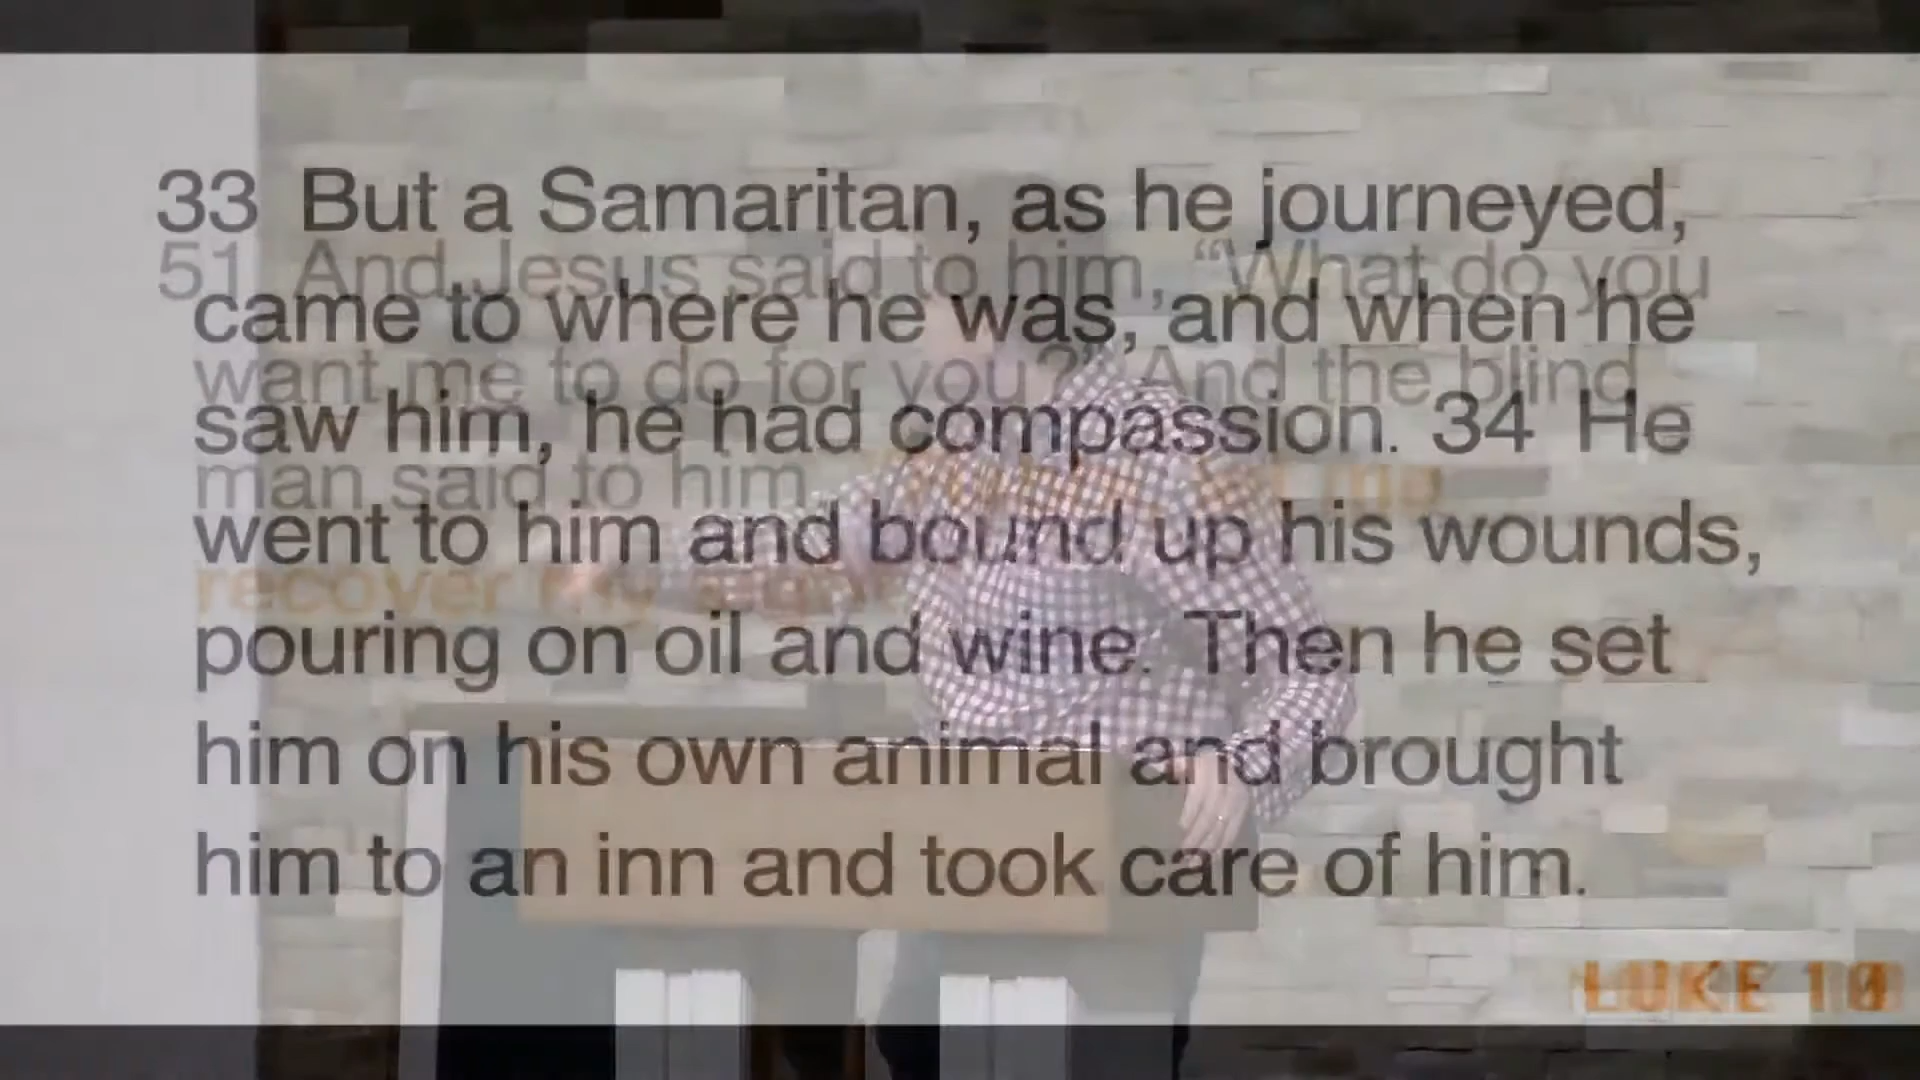 33 But a Samaritan, as he journeyed,
51 And Jesus said to him, “What do you
came to where he was, and when he
want me to do for you?” And the blind
saw him, he had compassion. 34 He
man said to him
me
went to him and bound up his wounds,
recover my sight
pouring on oil and wine. Then he set
him on his own animal and brought
him to an inn and took care of him.
LUKE 10